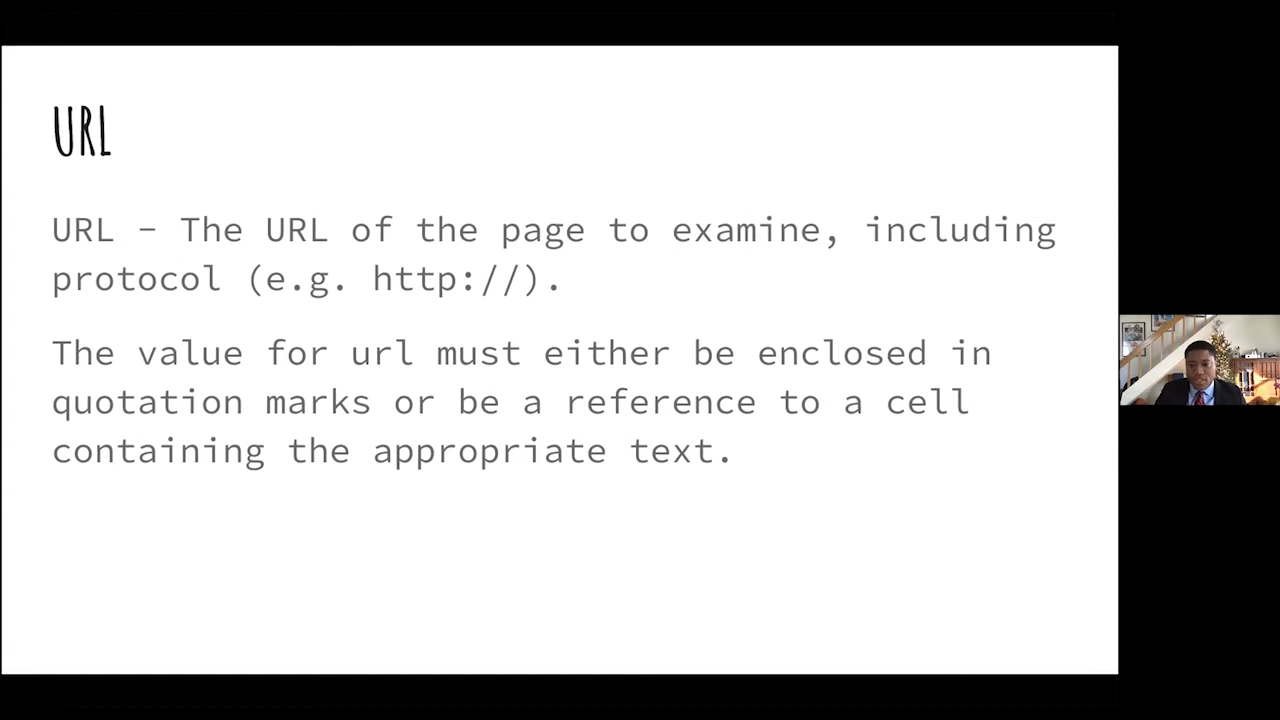 URL
URL – The URL of the page to examine, including
protocol (e.g. http://).
The value for url must either be enclosed in
quotation marks or be a reference to a cell
containing the appropriate text.